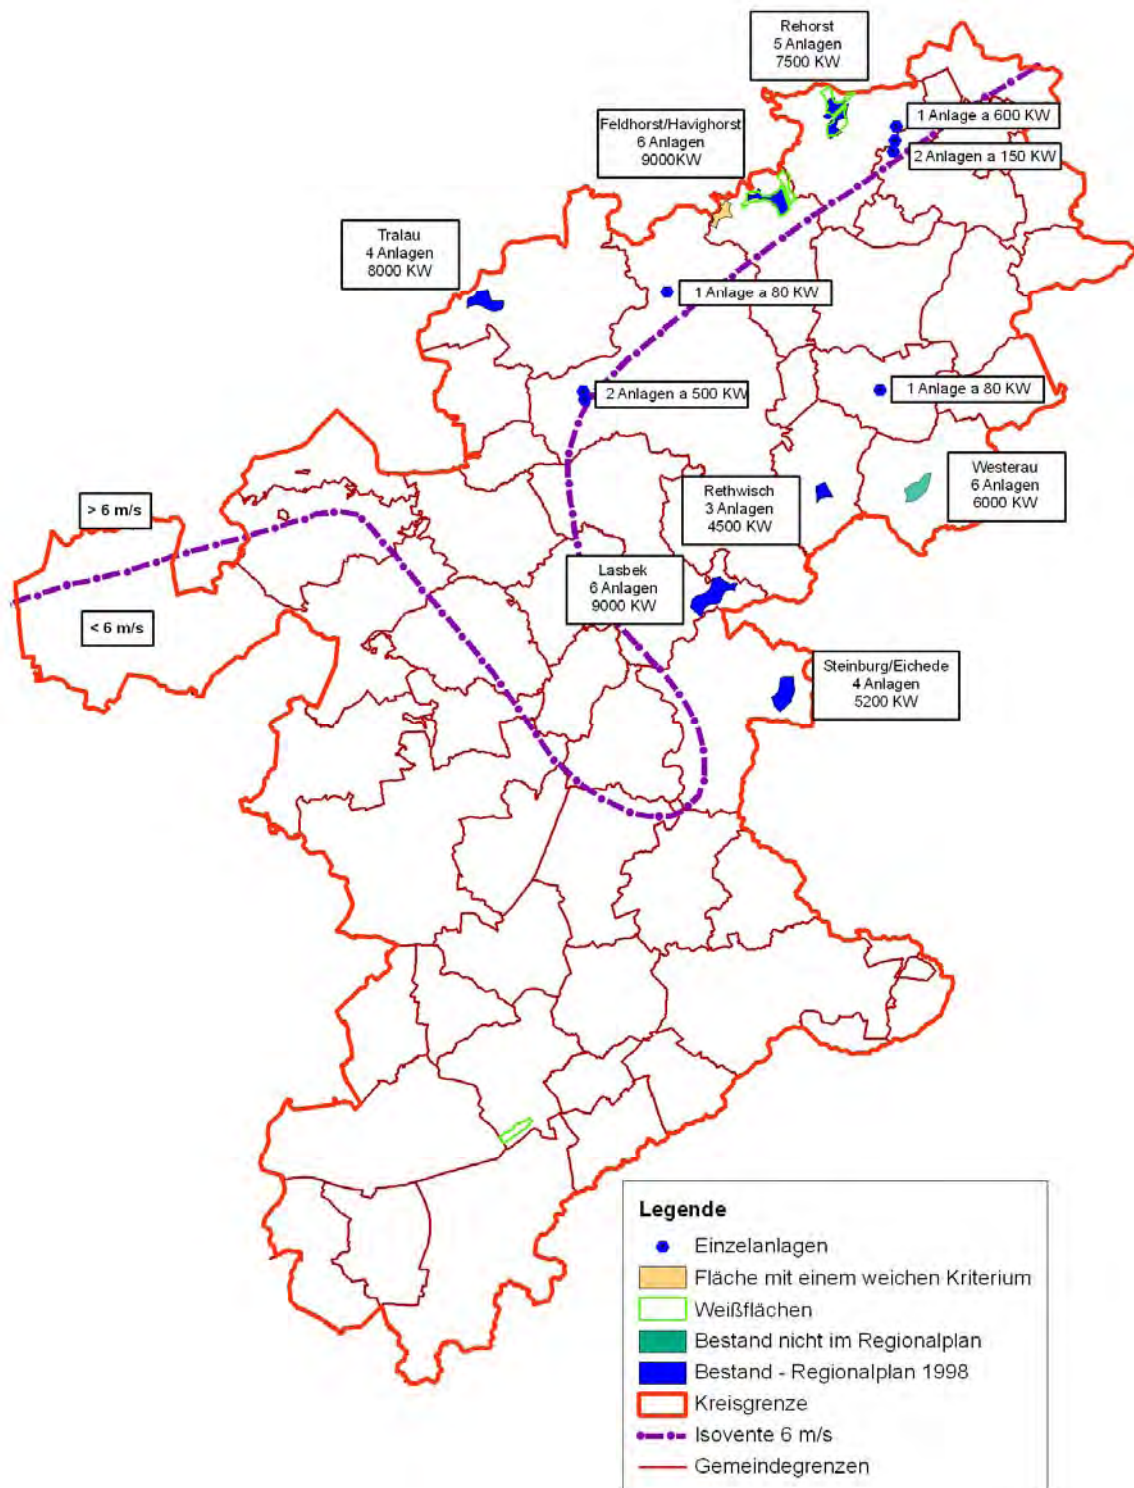 Rehorst
5 Anlagen
7500 KW
1 Anlage a 600 KW
Feldhorst/Havighorst
6 Anlagen
9000KW
2 Anlagen a 150 KW
Tralau
4 Anlagen
8000 KW
1 Anlage a 80 KW
2 Anlagen a 500 KW
1 Anlage a 80 KW
Westerau
6 Anlagen
6000 KW
Rethwisch
3 Anlagen
4500 KW
> 6 m/s
Lasbek
6 Anlagen
9000 KW
< 6 m/s
Steinburg/Eichede
4 Anlagen
5200 KW
Legende
Einzelanlagen
Fläche mit einem weichen Kriterium
Weißflächen
Bestand nicht im Regionalplan
Bestand - Regionalplan 1998
Kreisgrenze
Isovente 6 m/s
Gemeindegrenzen